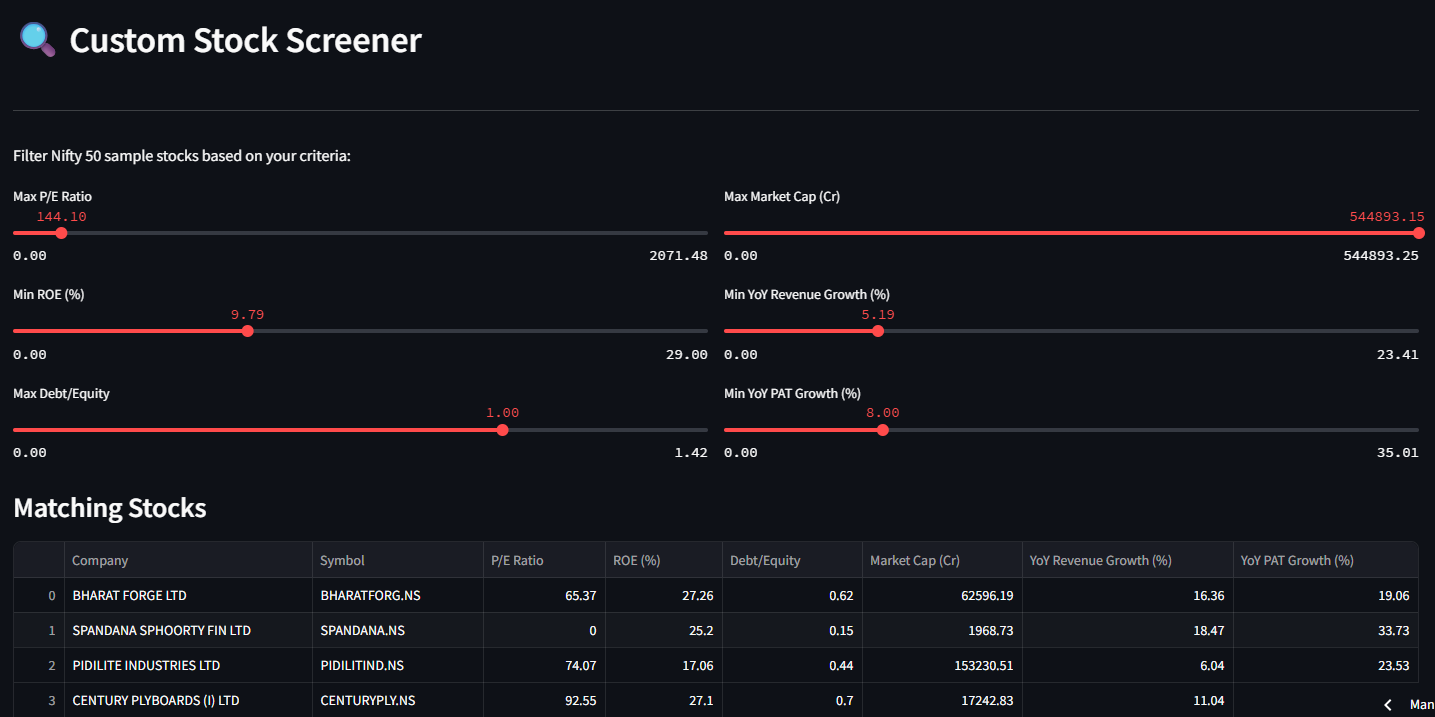 Custom Stock Screener
Filter Nifty 50 sample stocks based on your criteria:
Max P/E Ratio
144.10
0.00 2071.48
Max Market Cap (Cr)
544893.15
0.00 544893.25
Min ROE (%)
9.79
0.00 29.00
Min YoY Revenue Growth (%)
5.19
0.00 23.41
Max Debt/Equity
1.00
0.00 1.42
Min YoY PAT Growth (%)
8.00
0.00 35.01
Matching Stocks
Company Symbol P/E Ratio ROE (%) Debt/Equity Market Cap (Cr) YoY Revenue Growth (%) YoY PAT Growth (%)
0 BHARAT FORGE LTD BHARATFORG.NS 65.37 27.26 0.62 62596.19 16.36 19.06
1 SPANDANA SPHOORTY FIN LTD SPANDANA.NS 0 25.2 0.15 1968.73 18.47 33.73
2 PIDILITE INDUSTRIES LTD PIDILITIND.NS 74.07 17.06 0.44 153230.51 6.04 23.53
3 CENTURY PLYBOARDS (I) LTD CENTURYPLY.NS 92.55 27.1 0.7 17242.83 11.04
Man